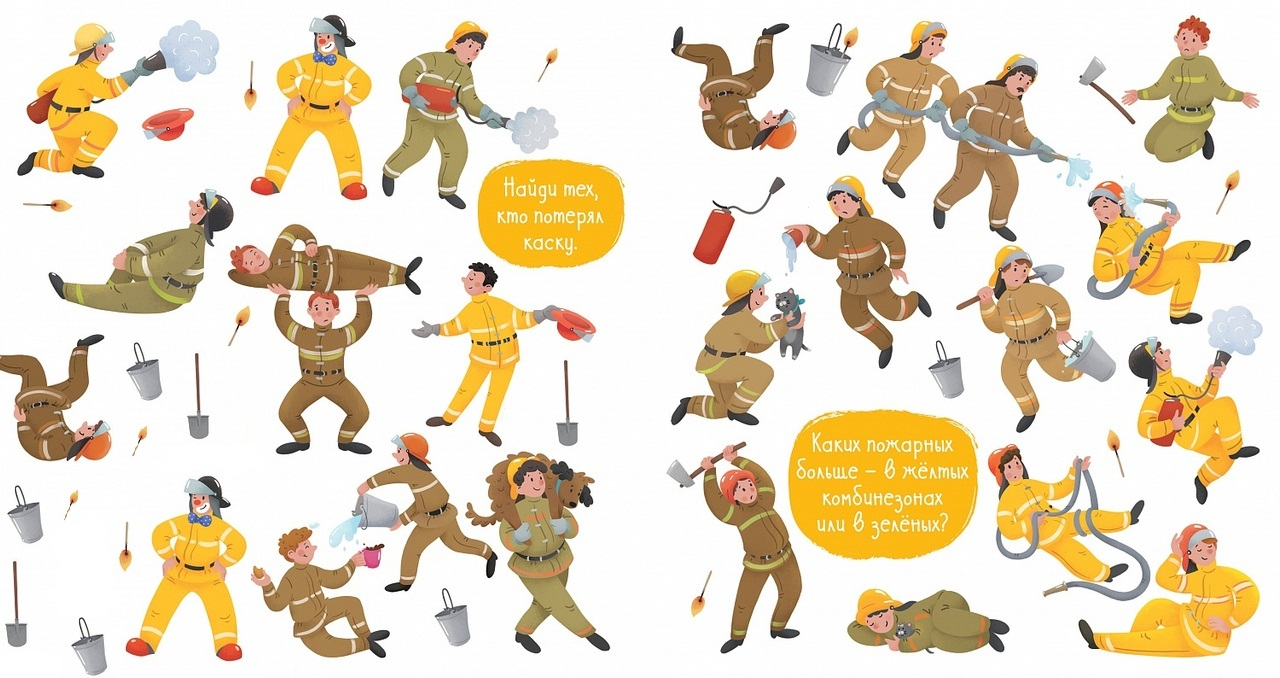 Найди тех,
кто потерял
каску.
Каких пожарных
больше – в жёлтых
комбинезонах
или в зелёных?